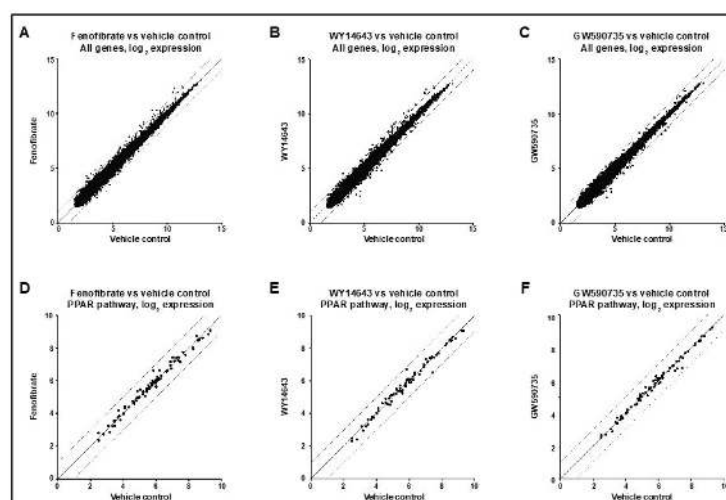 A
Fenofibrate vs vehicle control
All genes, log2 expression
15
10
5
0
0
5
10
15
Fenofibrate
Vehicle control
B
WY14643 vs vehicle control
All genes, log2 expression
15
10
5
0
5
10
15
WY14643
Vehicle control
C
GW590735 vs vehicle control
All genes, log2 expression
15
10
5
0
0
5
10
15
GW590735
Vehicle control
D
Fenofibrate vs vehicle control
PPAR pathway, log2 expression
10
8
6
4
2
0
0
2
4
6
8
10
Fenofibrate
Vehicle control
E
WY14643 vs vehicle control
PPAR pathway, log2 expression
10
8
6
4
2
0
0
2
4
6
8
10
WY14643
Vehicle control
F
GW590735 vs vehicle control
PPAR pathway, log2 expression
10
8
6
4
2
0
0
2
4
6
8
10
GW590735
Vehicle control